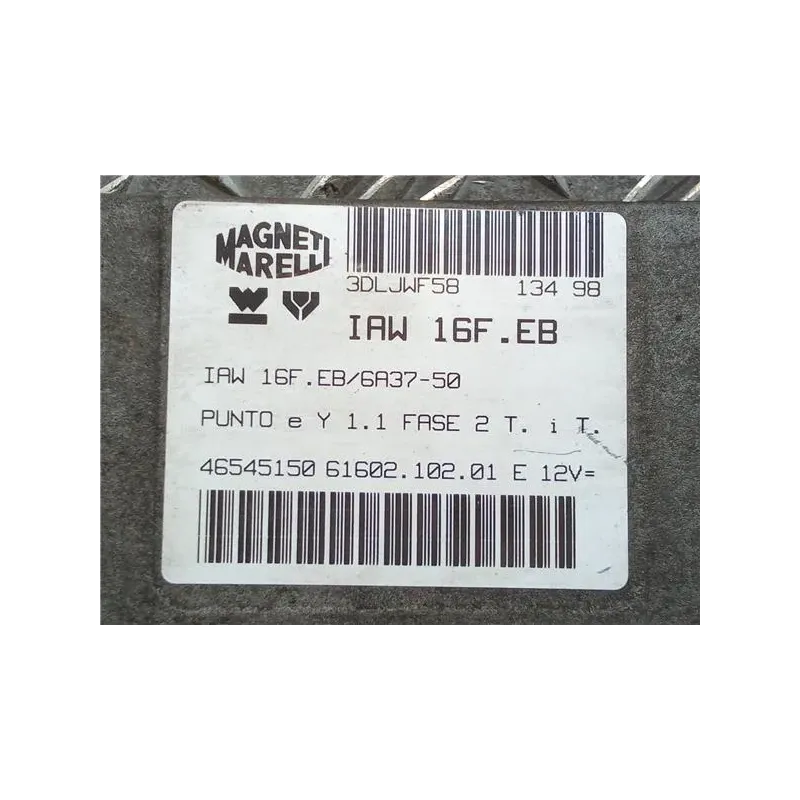 MAGNETI
MARELLI
3DLJWF58 134 98
IAW 16F.EB
IAW 16F.EB/6A37-50
PUNTO e Y 1.1 FASE 2 T. i T.
46545150 61602.102.01 E 12V=